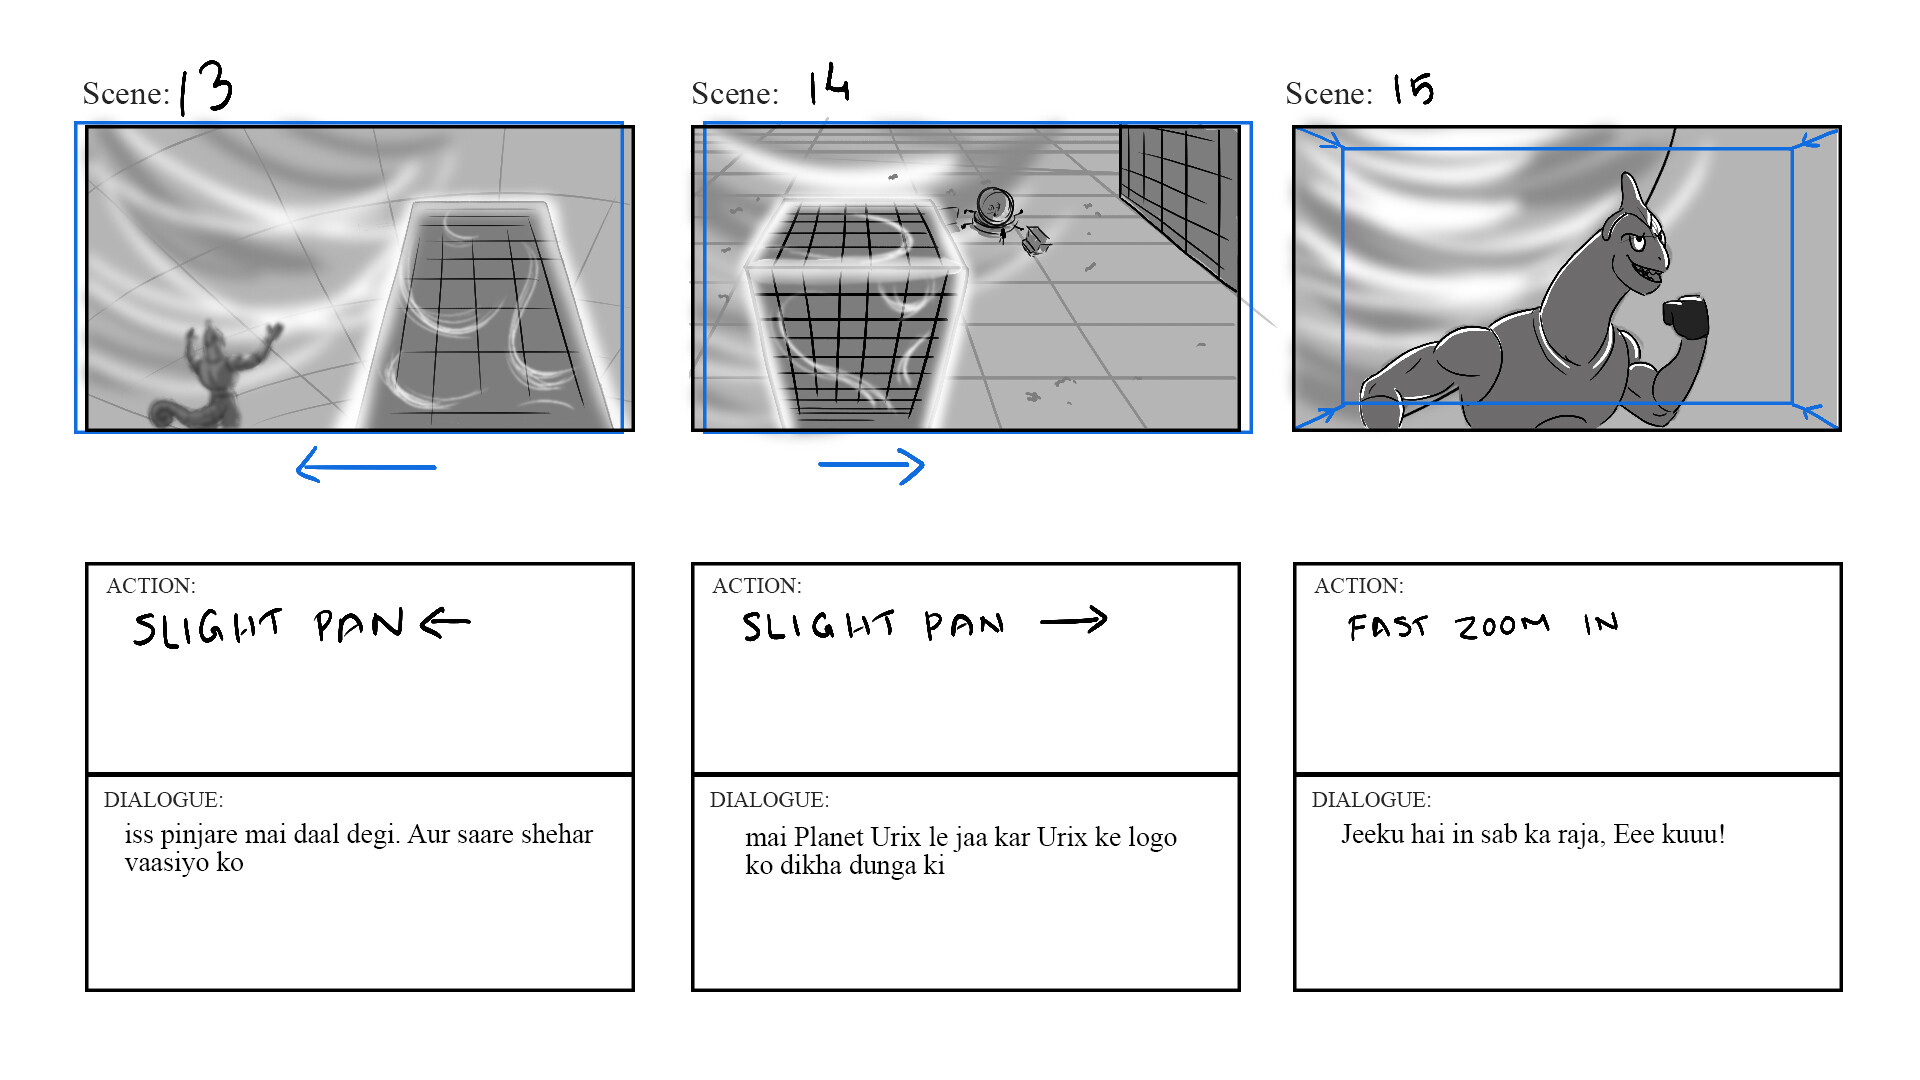 Scene: 13
Scene: 14
Scene: 15
ACTION:
SLIGHT PAN ←
ACTION:
SLIGHT PAN →
ACTION:
FAST ZOOM IN
DIALOGUE:
iss pinjare mai daal degi. Aur saare shehar
vaasiyo ko
DIALOGUE:
mai Planet Urix le jaa kar Urix ke logo
ko dikha dunga ki
DIALOGUE:
Jeeku hai in sab ka raja, Eee kuuu!